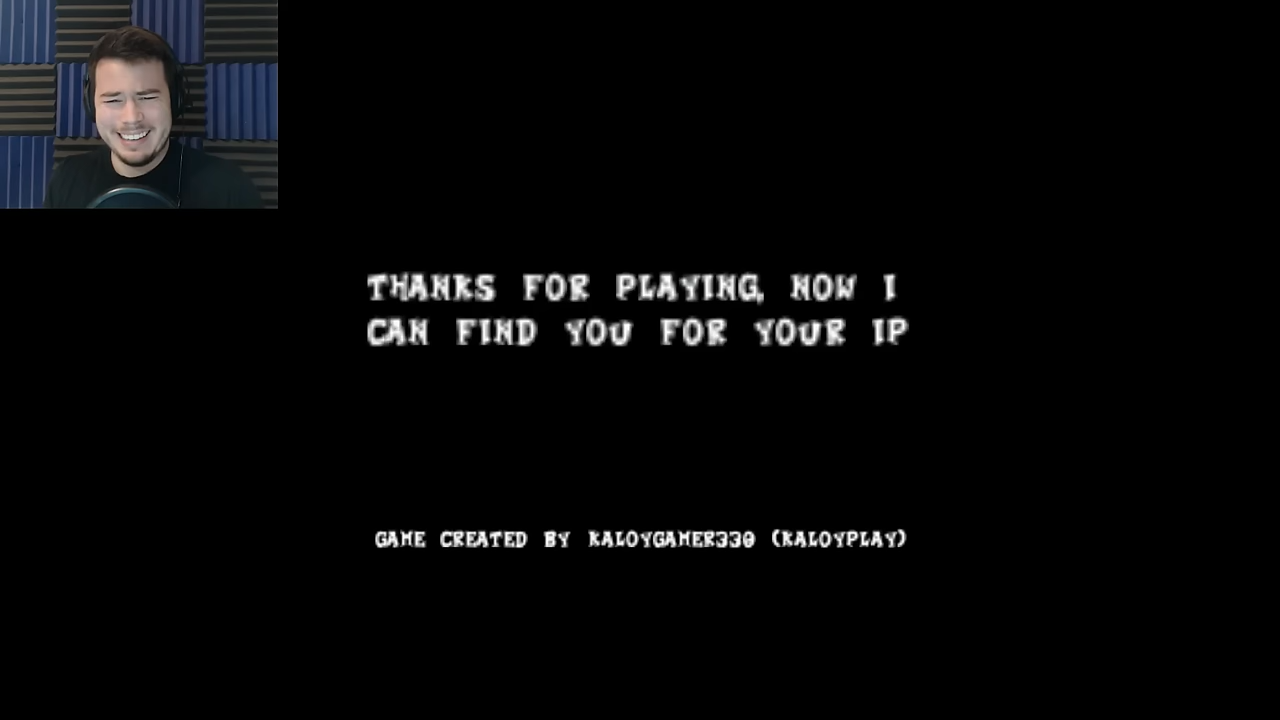 THANKS FOR PLAYING, NOW I
CAN FIND YOU FOR YOUR IP
GAME CREATED BY KALOYGAMER330 (KALOYPLAY)